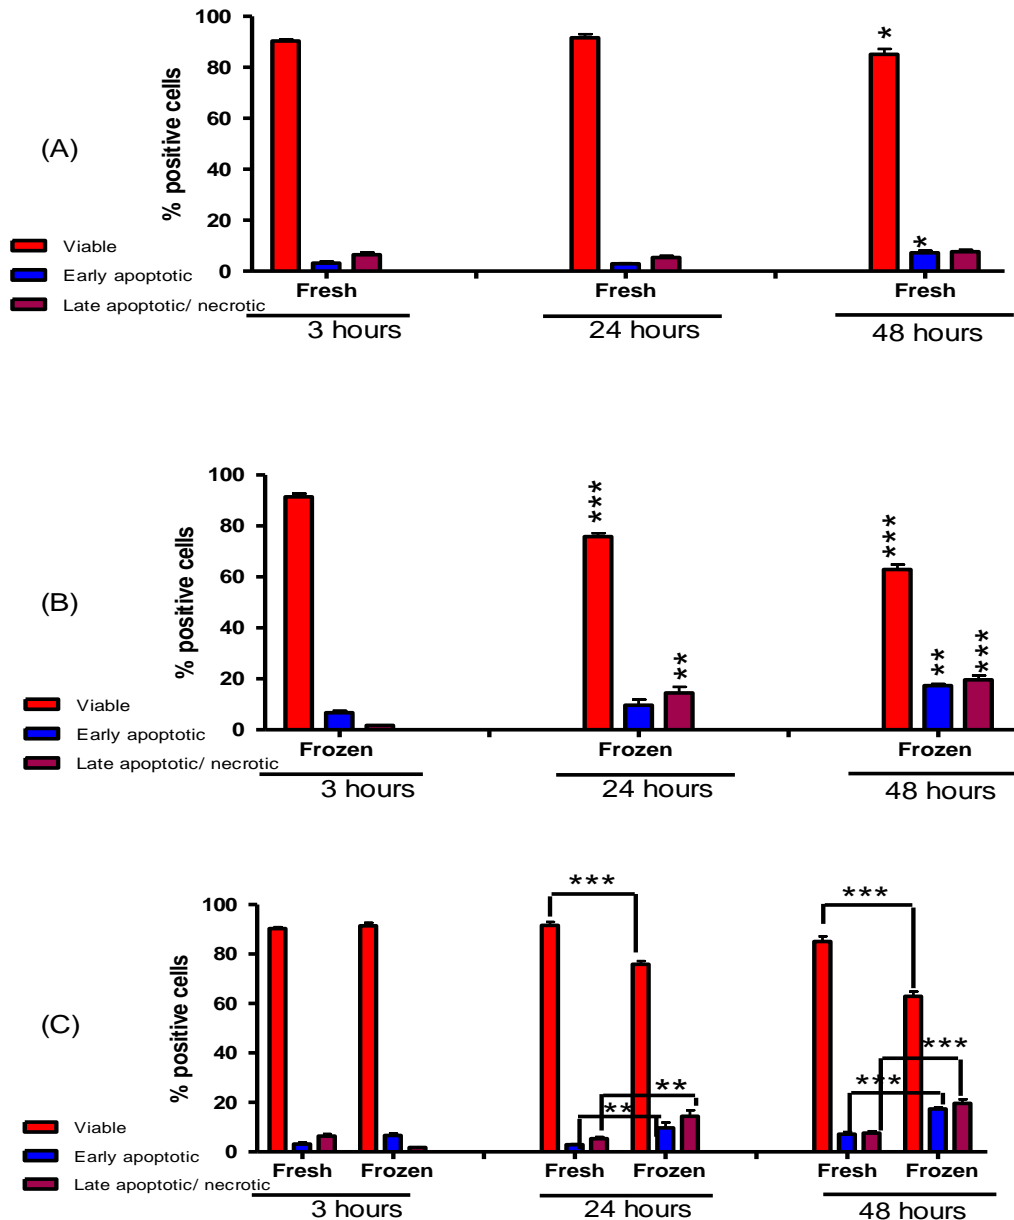 100
80
60
40
20
0
% positive cells
(A)
*
*
Viable
Early apoptotic
Late apoptotic/ necrotic
Fresh Fresh Fresh
3 hours 24 hours 48 hours
100
80
60
40
20
0
% positive cells
(B)
***
**
***
**
***
Viable
Early apoptotic
Late apoptotic/ necrotic
Frozen Frozen Frozen
3 hours 24 hours 48 hours
100
80
60
40
20
0
% positive cells
(C)
*** ***
** ** *** ***
Viable
Early apoptotic
Late apoptotic/ necrotic
Fresh Frozen Fresh Frozen Fresh Frozen
3 hours 24 hours 48 hours